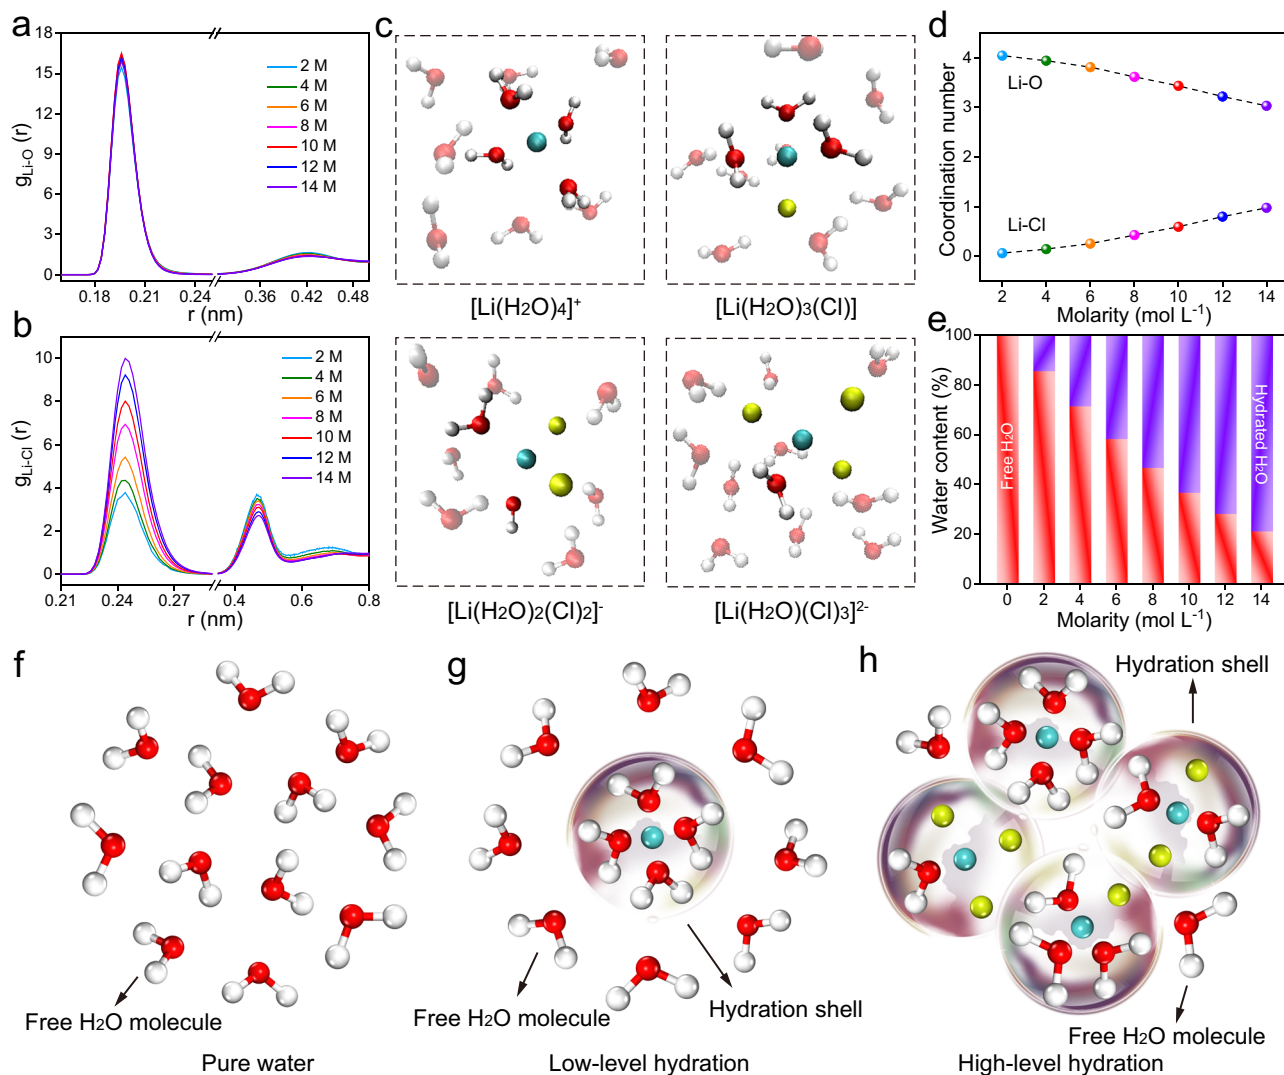 a
18
15
12
9
6
3
0
g Li-O (r)
2 M
4 M
6 M
8 M
10 M
12 M
14 M
0.18 0.21 0.24 0.36 0.42 0.48
r (nm)
b
10
8
6
4
2
0
g Li-Cl (r)
2 M
4 M
6 M
8 M
10 M
12 M
14 M
0.21 0.24 0.27 0.4 0.6 0.8
r (nm)
c
[Li(H2O)4]+
[Li(H2O)3(Cl)]
[Li(H2O)2(Cl)2]-
[Li(H2O)(Cl)3]2-
d
4
3
2
1
0
Coordination number
Li-O
Li-Cl
2 4 6 8 10 12 14
Molarity (mol L-1)
e
100
80
60
40
20
0
Water content (%)
Free H2O
Hydrated H2O
0 2 4 6 8 10 12 14
Molarity (mol L-1)
f
Free H2O molecule
Pure water
g
Free H2O molecule
Hydration shell
Low-level hydration
h
Hydration shell
Free H2O molecule
High-level hydration